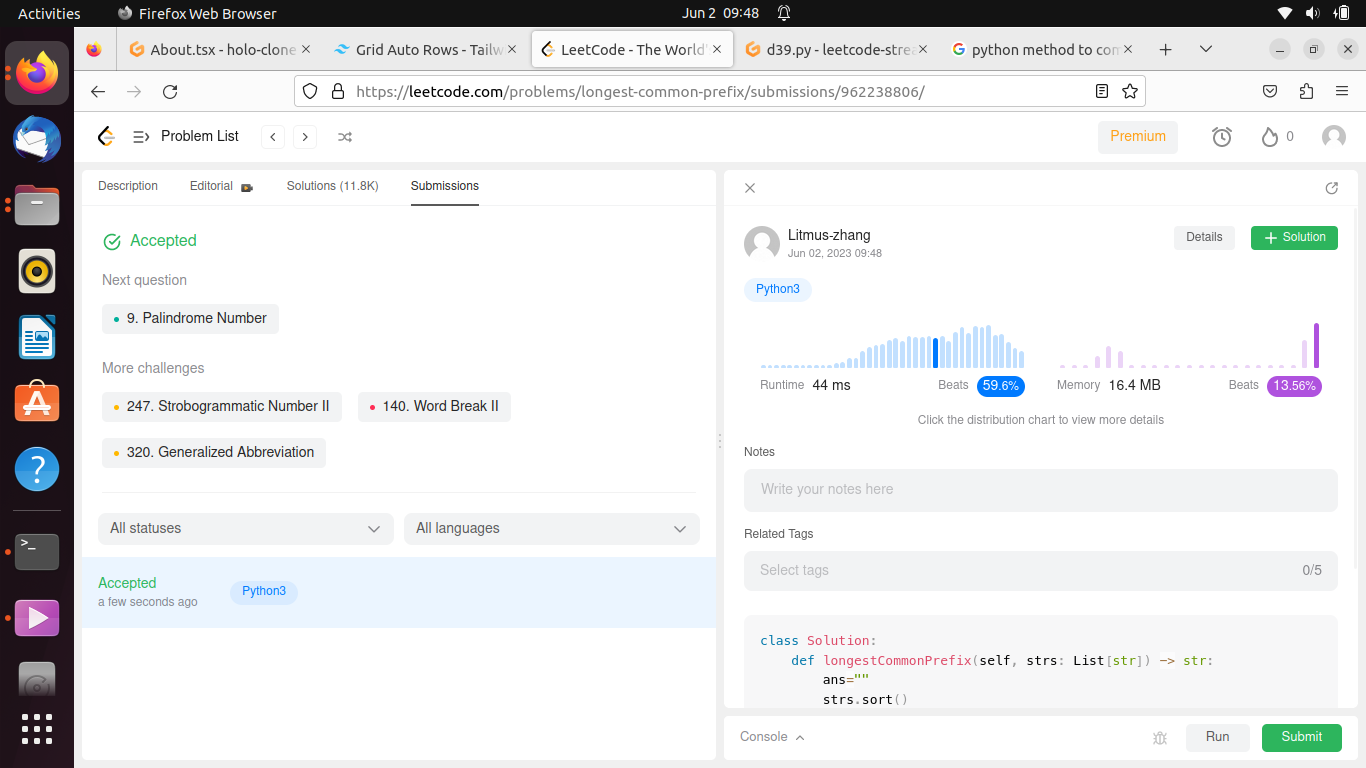 Activities Firefox Web Browser Jun 2 09:48
About.tsx - holo-clone Grid Auto Rows - Tailw LeetCode - The World' d39.py - leetcode-strea python method to con
https://leetcode.com/problems/longest-common-prefix/submissions/962238806/
Problem List Premium 0
Description Editorial Solutions (11.8K) Submissions
Accepted
Next question
9. Palindrome Number
More challenges
247. Strobogrammatic Number II 140. Word Break II
320. Generalized Abbreviation
All statuses All languages
Accepted
a few seconds ago
Python3
Litmus-zhang
Jun 02, 2023 09:48
Details Solution
Python3
Runtime 44 ms Beats 59.6% Memory 16.4 MB Beats 13.56%
Click the distribution chart to view more details
Notes
Write your notes here
Related Tags
Select tags 0/5
class Solution:
def longestCommonPrefix(self, strs: List[str]) -> str:
ans=""
strs.sort()
Console Run Submit